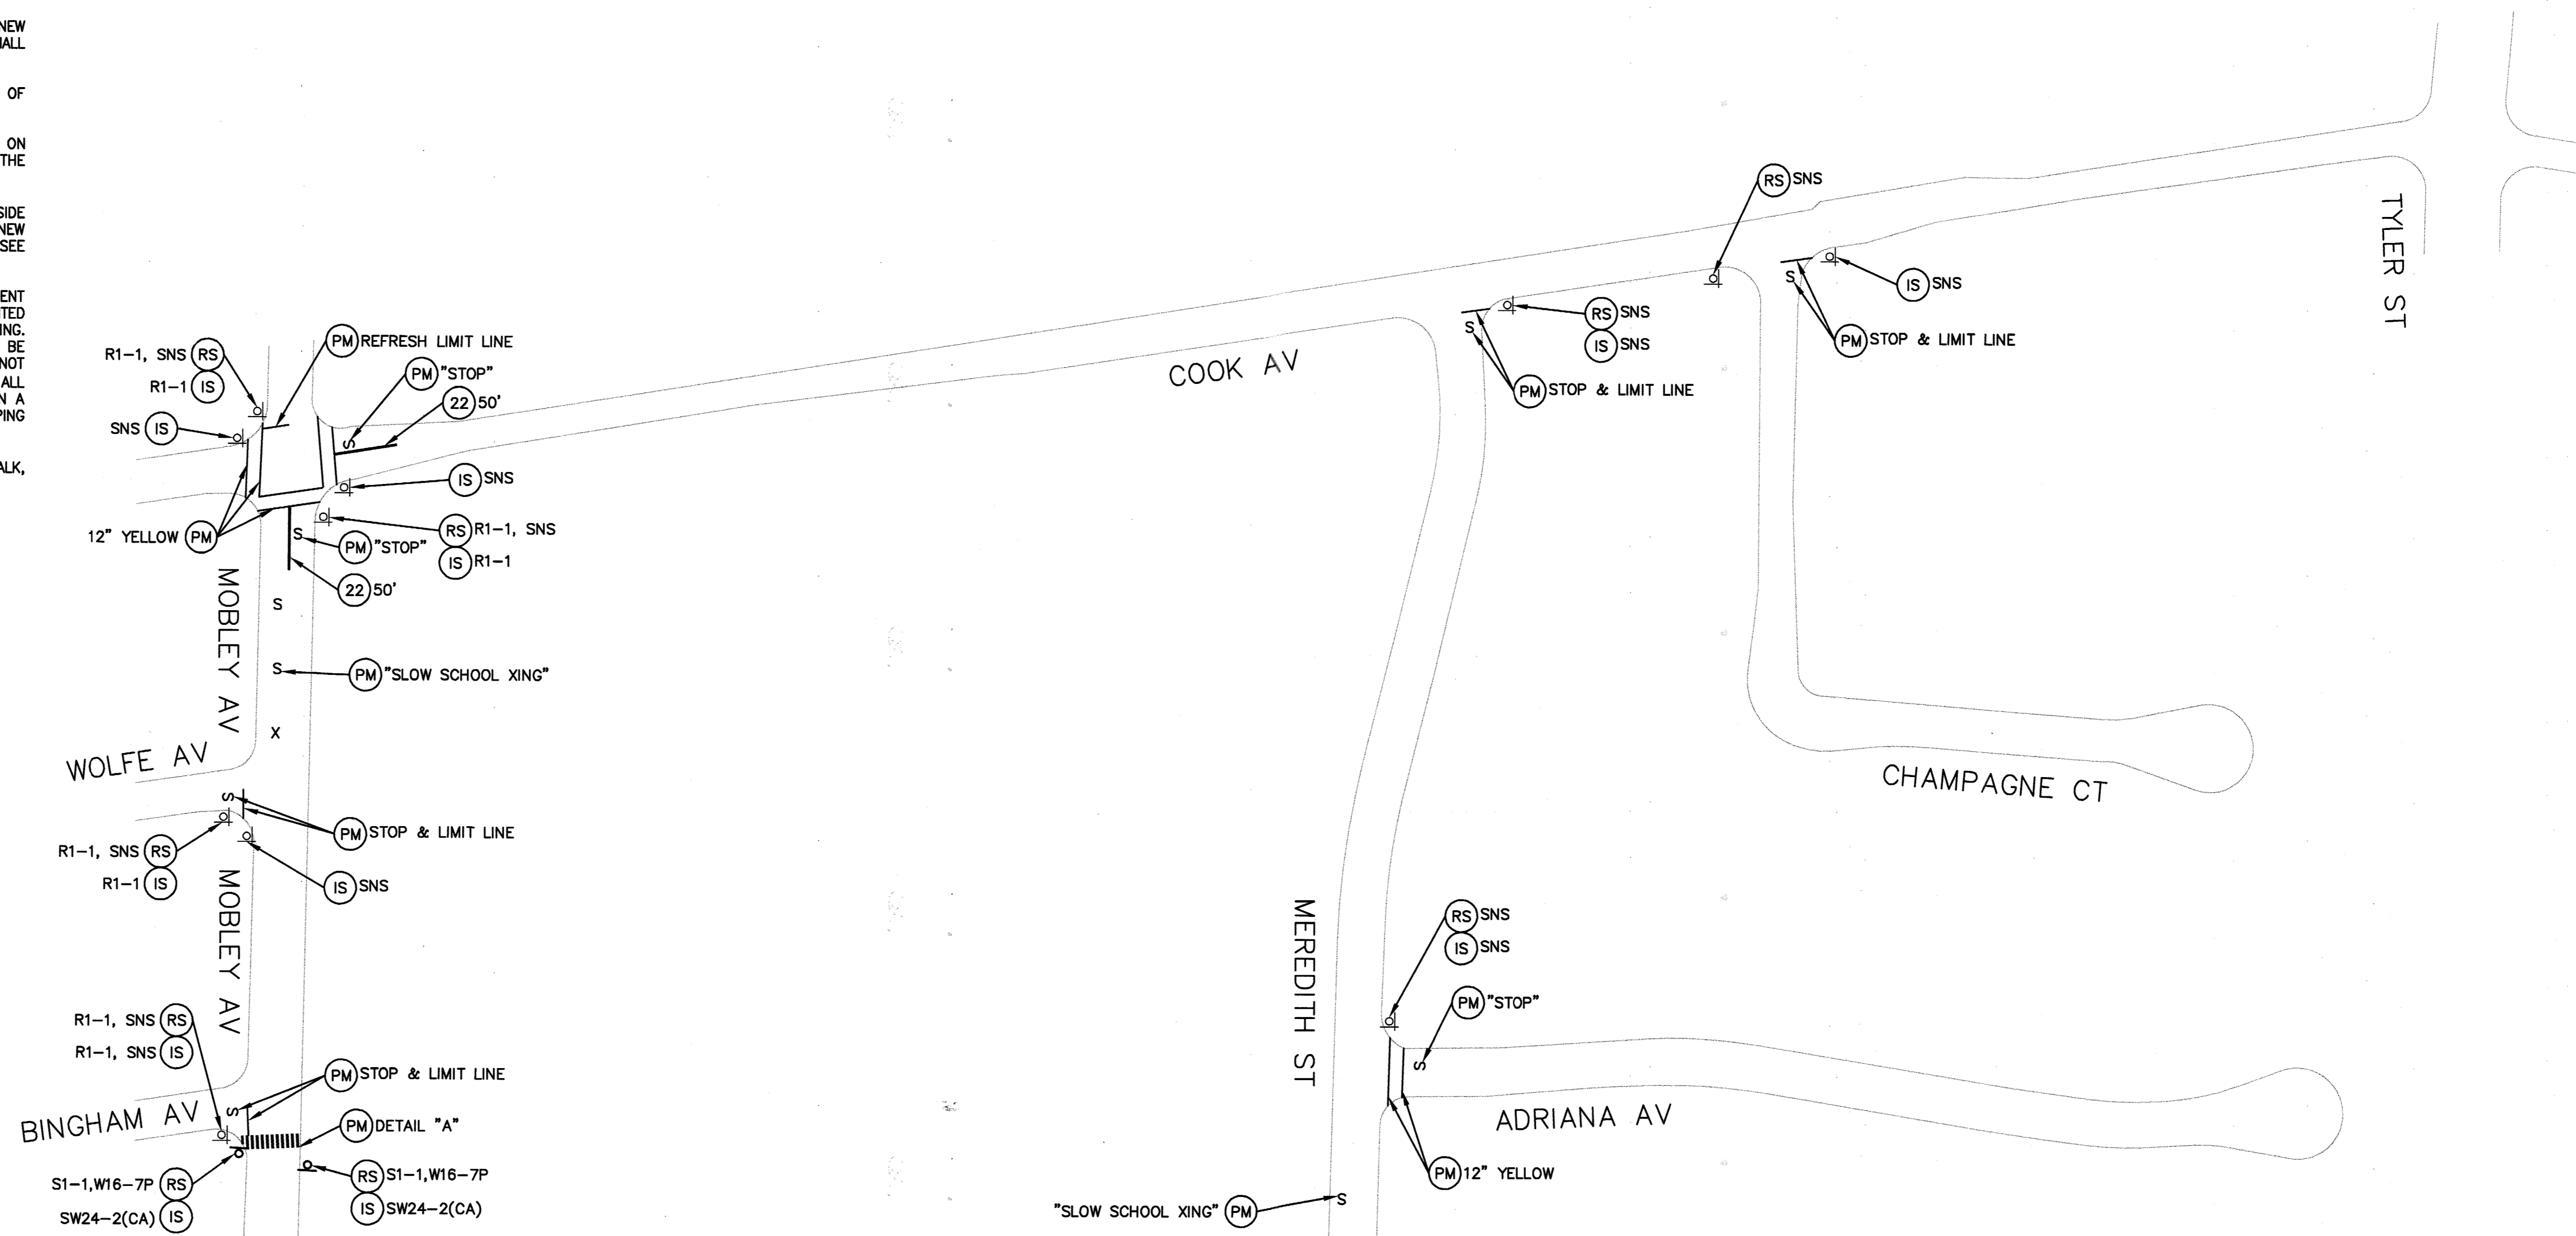 NEW
HALL
OF
ON
THE
SIDE
NEW
SEE
ENT
TED
ING.
BE
NOT
ALL
N A
PING
ALK,
RS SNS
TYLER ST
IS SNS
PM STOP & LIMIT LINE
RS SNS
IS SNS
PM STOP & LIMIT LINE
COOK AV
S
S
PM REFRESH LIMIT LINE
R1-1, SNS RS
R1-1 IS
PM "STOP"
22 50'
SNS IS
S
IS SNS
12" YELLOW PM
RS R1-1, SNS
IS R1-1
S
PM "STOP"
22 50'
MOBLEY AV
S
S
PM "SLOW SCHOOL XING"
X
WOLFE AV
S
PM STOP & LIMIT LINE
R1-1, SNS RS
R1-1 IS
IS SNS
MOBLEY AV
CHAMPAGNE CT
MEREDITH ST
RS SNS
IS SNS
PM "STOP"
S
R1-1, SNS RS
R1-1, SNS IS
PM STOP & LIMIT LINE
S
BINGHAM AV
PM DETAIL "A"
ADRIANA AV
S1-1,W16-7P RS
SW24-2(CA) IS
RS S1-1,W16-7P
IS SW24-2(CA)
PM 12" YELLOW
"SLOW SCHOOL XING" PM
S